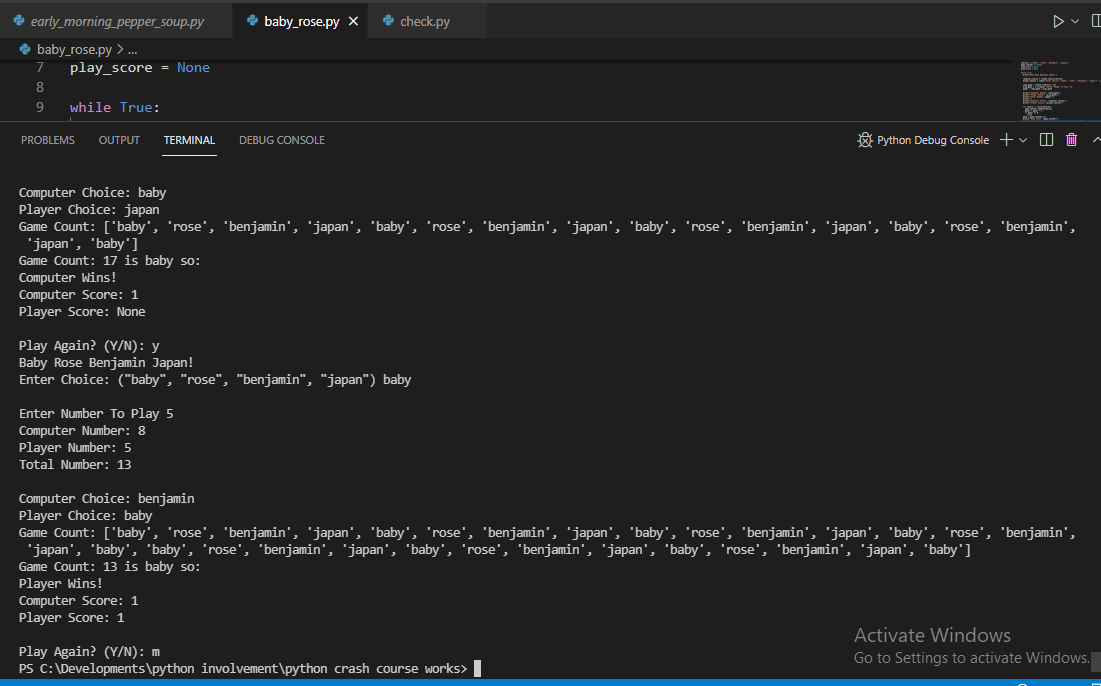 early_morning_pepper_soup.py baby_rose.py check.py
baby_rose.py > ...
7 play_score = None
8
9 while True:
PROBLEMS OUTPUT TERMINAL DEBUG CONSOLE Python Debug Console
Computer Choice: baby
Player Choice: japan
Game Count: ['baby', 'rose', 'benjamin', 'japan', 'baby', 'rose', 'benjamin', 'japan', 'baby', 'rose', 'benjamin', 'japan', 'baby', 'rose', 'benjamin',
'japan', 'baby']
Game Count: 17 is baby so:
Computer Wins!
Computer Score: 1
Player Score: None
Play Again? (Y/N): y
Baby Rose Benjamin Japan!
Enter Choice: ("baby", "rose", "benjamin", "japan") baby
Enter Number To Play 5
Computer Number: 8
Player Number: 5
Total Number: 13
Computer Choice: benjamin
Player Choice: baby
Game Count: ['baby', 'rose', 'benjamin', 'japan', 'baby', 'rose', 'benjamin', 'japan', 'baby', 'rose', 'benjamin', 'japan', 'baby', 'rose', 'benjamin',
'japan', 'baby', 'baby', 'rose', 'benjamin', 'japan', 'baby', 'rose', 'benjamin', 'japan', 'baby', 'rose', 'benjamin', 'japan', 'baby']
Game Count: 13 is baby so:
Player Wins!
Computer Score: 1
Player Score: 1
Play Again? (Y/N): m
PS C:\Developments\python involvement\python crash course works>
Activate Windows
Go to Settings to activate Windows.